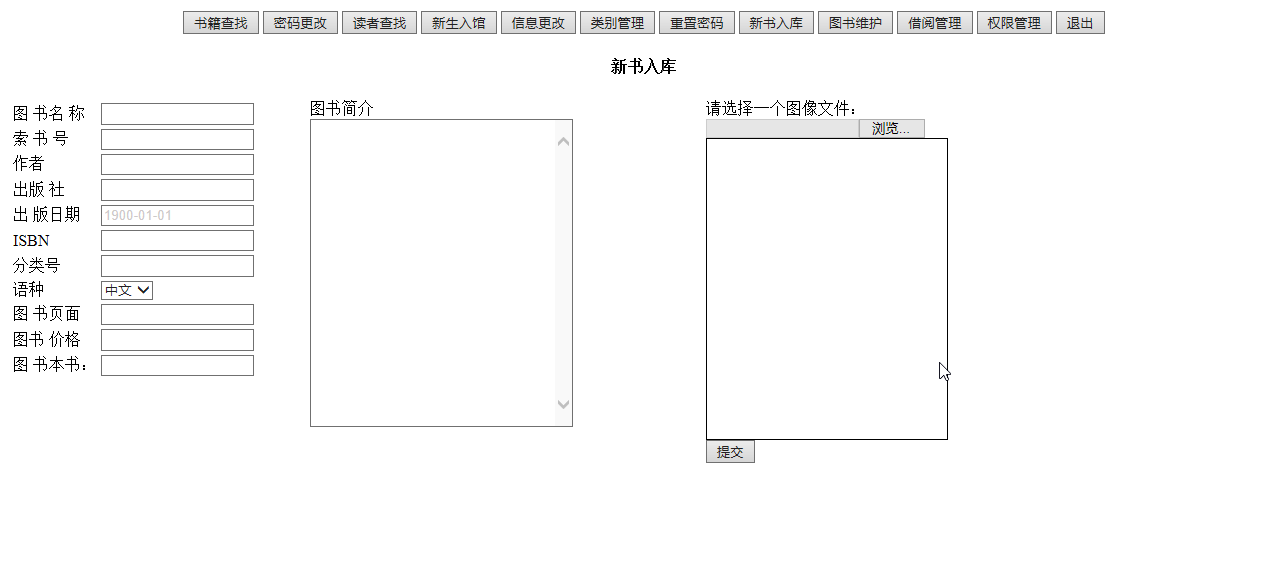 书籍查找 密码更改 读者查找 新生入馆 信息更改 类别管理 重置密码 新书入库 图书维护 借阅管理 权限管理 退出
新书入库
图 书名 称
索 书 号
作者
出版 社
出 版日期 1900-01-01
ISBN
分类号
语种 中文
图 书页面
图书 价格
图 书本书：
图书简介
请选择一个图像文件：
浏览...
提交